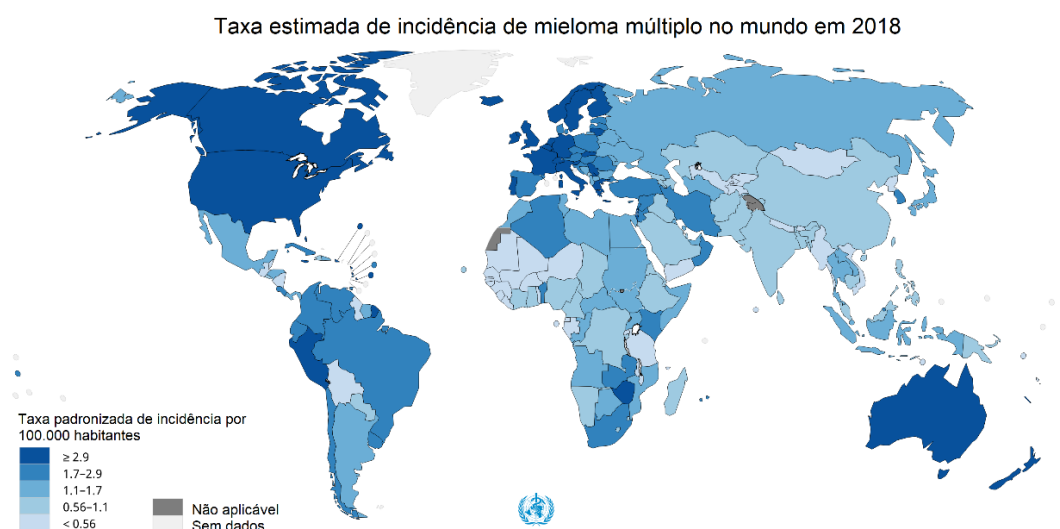 Taxa estimada de incidência de mieloma múltiplo no mundo em 2018
Taxa padronizada de incidência por
100.000 habitantes
≥ 2.9
1.7–2.9
1.1–1.7
0.56–1.1
< 0.56
Não aplicável
Sem dados